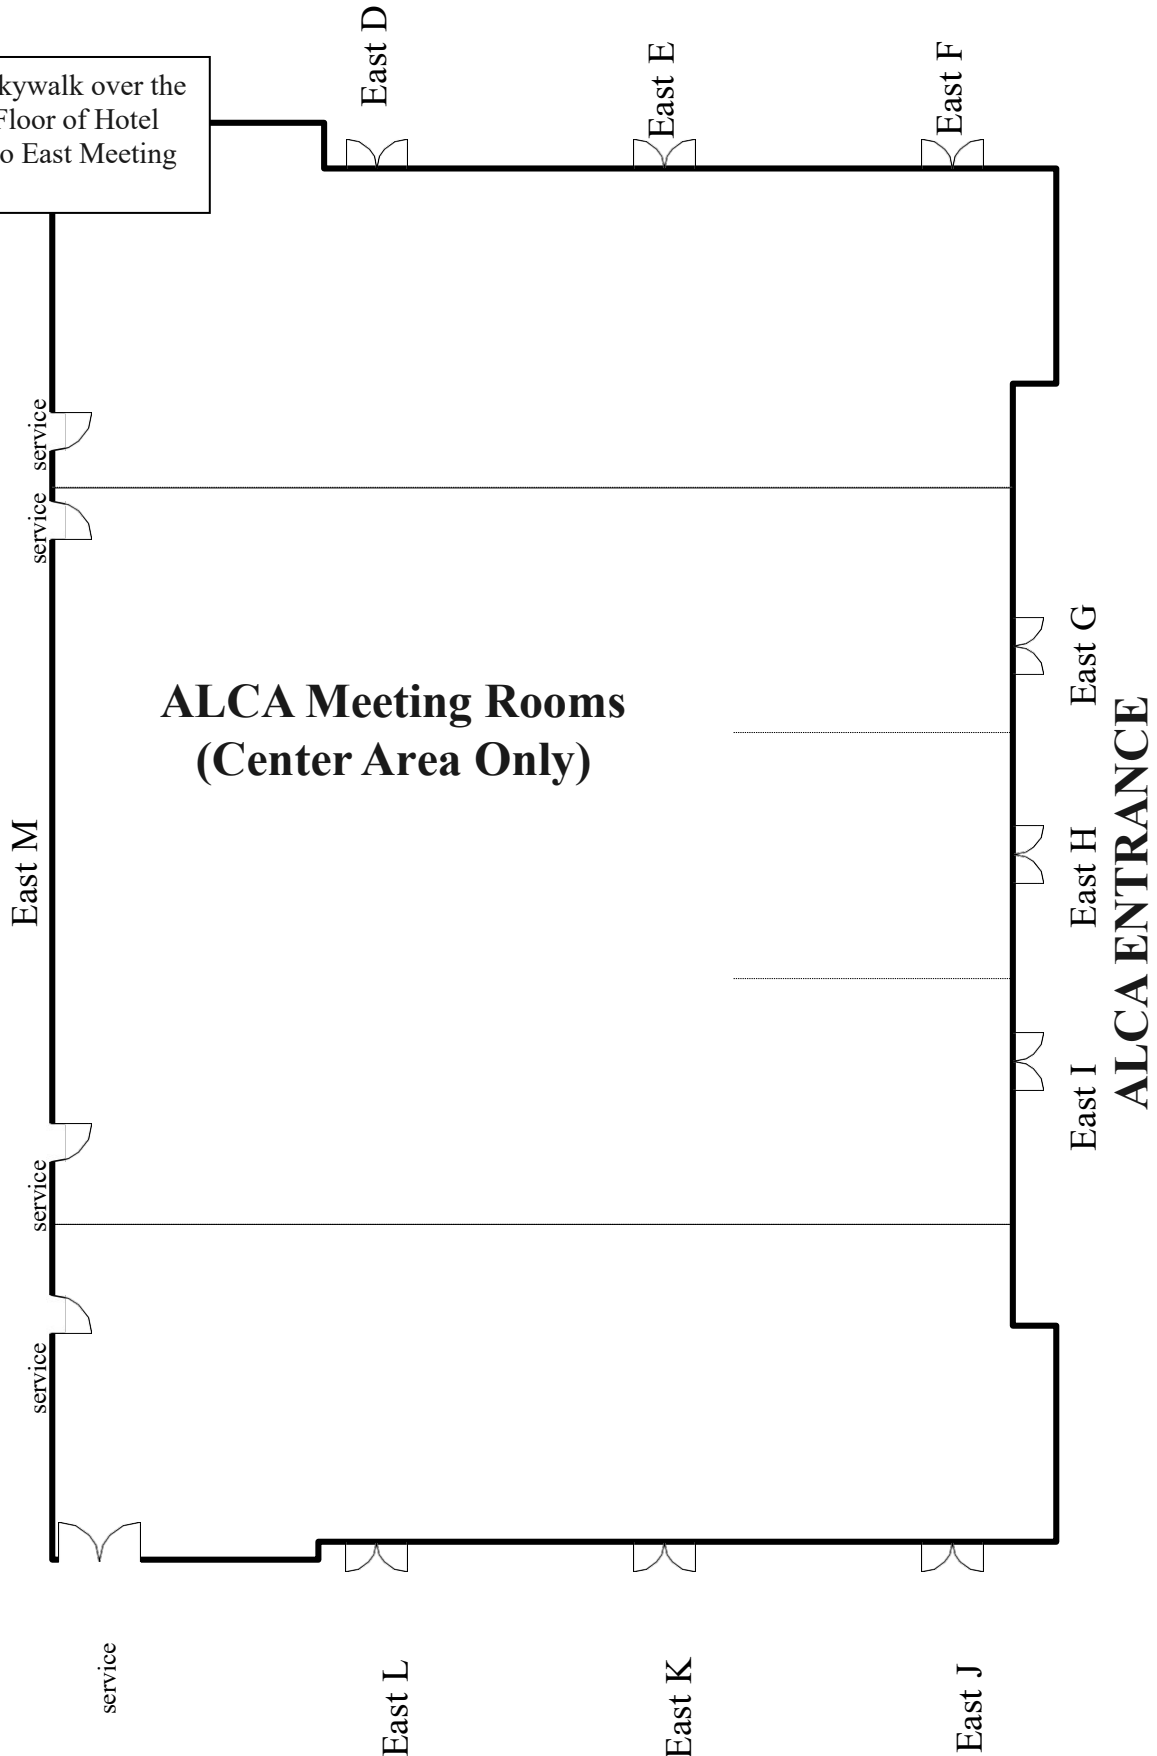 East D
East E
East F
kywalk over the
Floor of Hotel
o East Meeting
service
service
East G
ALCA Meeting Rooms
(Center Area Only)
East M
East H
ALCA ENTRANCE
East I
service
service
service
East L
East K
East J